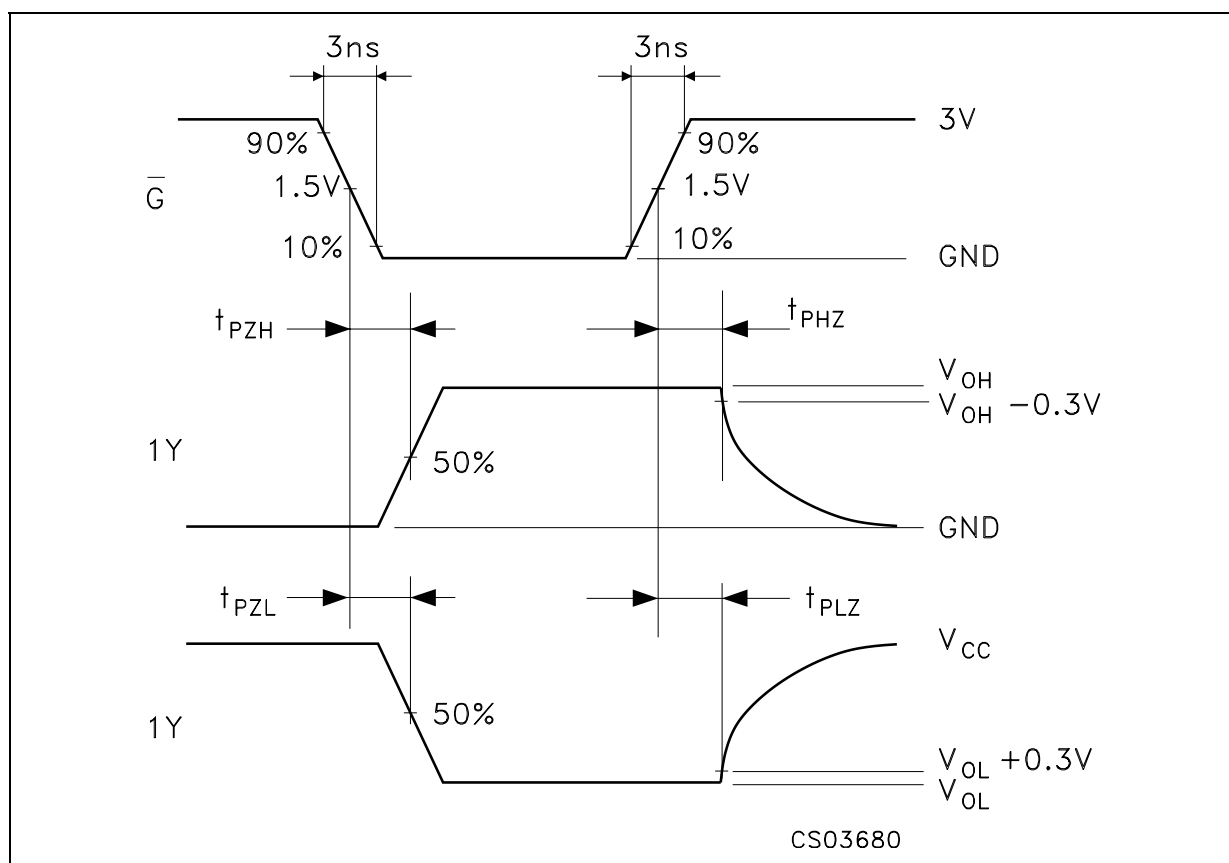 3ns 3ns
3V
90% 90%
G̅ 1.5V 1.5V
10% 10%
GND
tPZH tPHZ
VOH
VOH −0.3V
1Y 50%
GND
tPZL tPLZ
VCC
1Y 50%
VOL +0.3V
VOL
CS03680